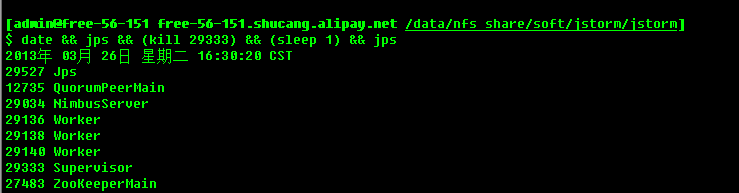 [admin@free-56-151 free-56-151.shucang.alipay.net /data/nfs_share/soft/jstorm/jstorm]
$ date && jps && (kill 29333) && (sleep 1) && jps
2013年 03月 26日 星期二 16:30:20 CST
29527 Jps
12735 QuorumPeerMain
29034 NimbusServer
29136 Worker
29138 Worker
29140 Worker
29333 Supervisor
27483 ZooKeeperMain